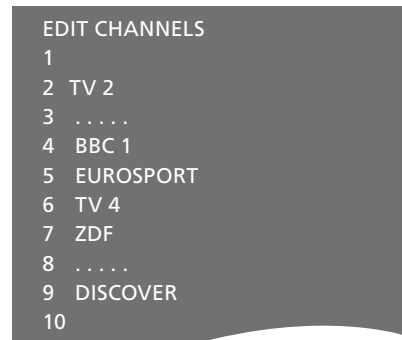 EDIT CHANNELS
1
2 TV 2
3 . . . . .
4 BBC 1
5 EUROSPORT
6 TV 4
7 ZDF
8 . . . . .
9 DISCOVER
10